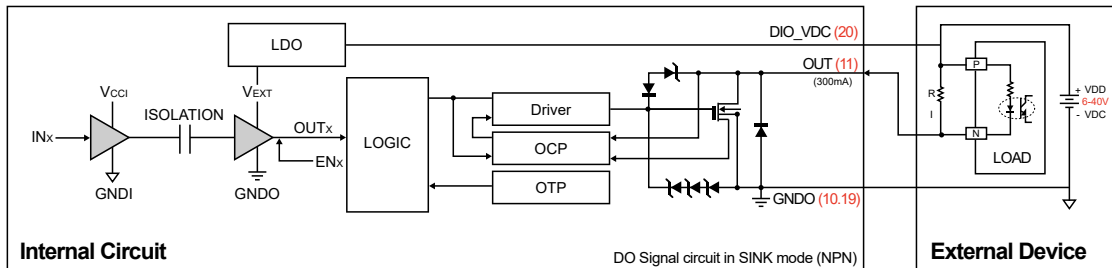 LDO
DIO_VDC (20)
OUT (11)
(300mA)
VCCI
ISOLATION
VEXT
INX
OUTX
ENX
GNDI
GNDO
LOGIC
Driver
OCP
OTP
GNDO (10.19)
P
R
I
N
LOAD
+ VDD
6-40V
- VDC
Internal Circuit
DO Signal circuit in SINK mode (NPN)
External Device